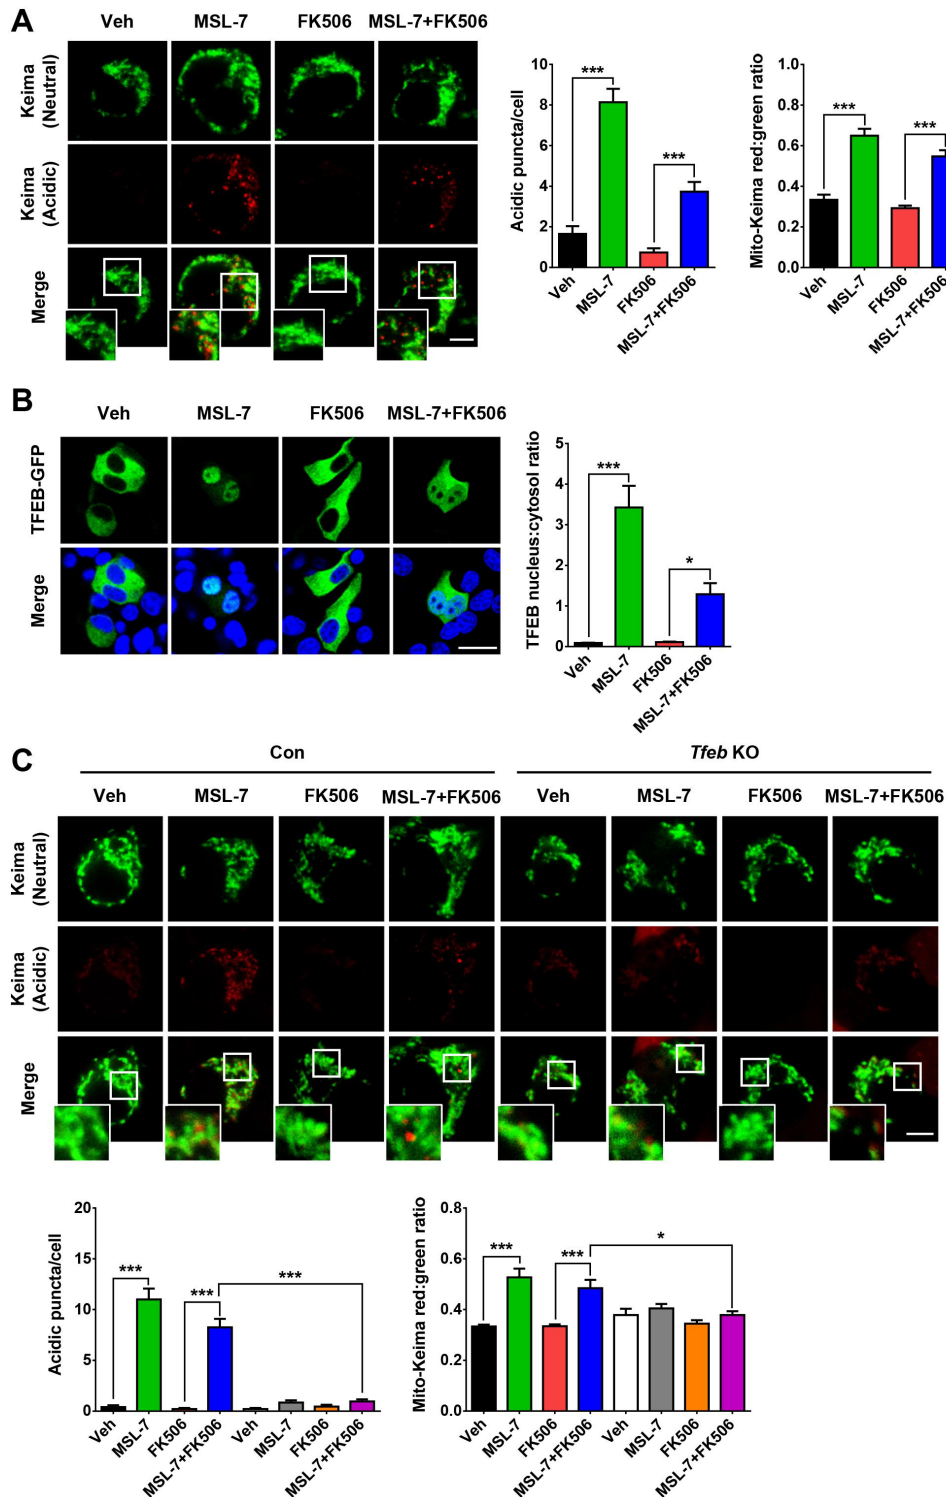 A
Veh MSL-7 FK506 MSL-7+FK506
Keima
(Neutral)
Keima
(Acidic)
Merge
Acidic puncta/cell
10
8
6
4
2
0
***
***
Veh
MSL-7
FK506
MSL-7+FK506
Mito-Keima red:green ratio
1.0
0.8
0.6
0.4
0.2
0.0
***
***
Veh
MSL-7
FK506
MSL-7+FK506
B
Veh MSL-7 FK506 MSL-7+FK506
TFEB-GFP
Merge
TFEB nucleus:cytosol ratio
5
4
3
2
1
0
***
*
Veh
MSL-7
FK506
MSL-7+FK506
C
Con Tfeb KO
Veh MSL-7 FK506 MSL-7+FK506 Veh MSL-7 FK506 MSL-7+FK506
Keima
(Neutral)
Keima
(Acidic)
Merge
Acidic puncta/cell
20
15
10
5
0
***
***
***
Veh
MSL-7
FK506
MSL-7+FK506
Veh
MSL-7
FK506
MSL-7+FK506
Mito-Keima red:green ratio
0.8
0.6
0.4
0.2
0.0
***
***
*
Veh
MSL-7
FK506
MSL-7+FK506
Veh
MSL-7
FK506
MSL-7+FK506